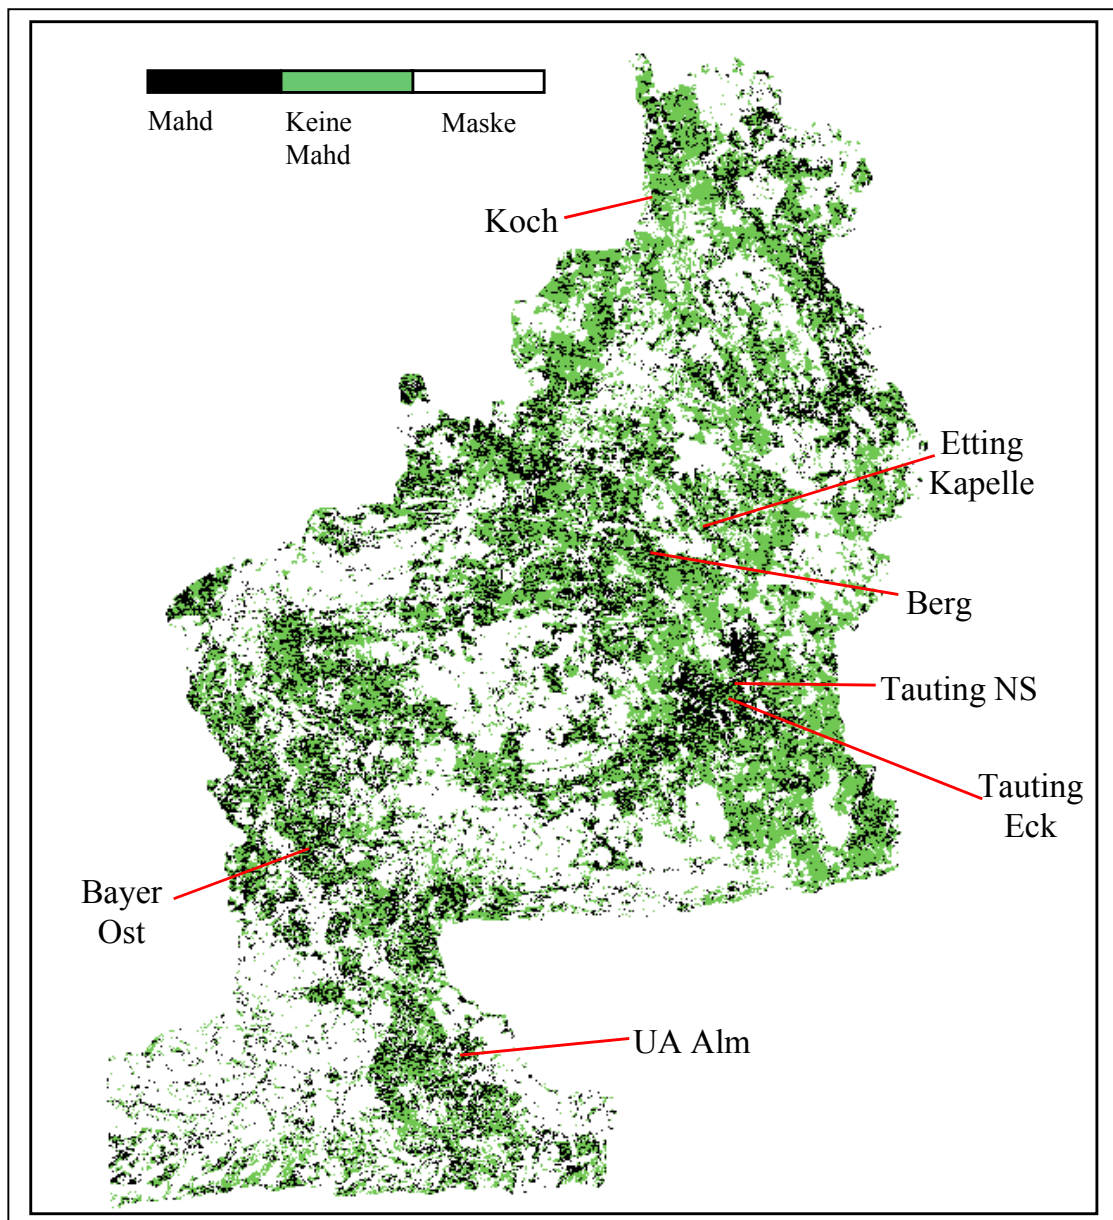 Mahd
Keine
Mahd
Maske
Koch
Etting
Kapelle
Berg
Tauting NS
Tauting
Eck
Bayer
Ost
UA Alm